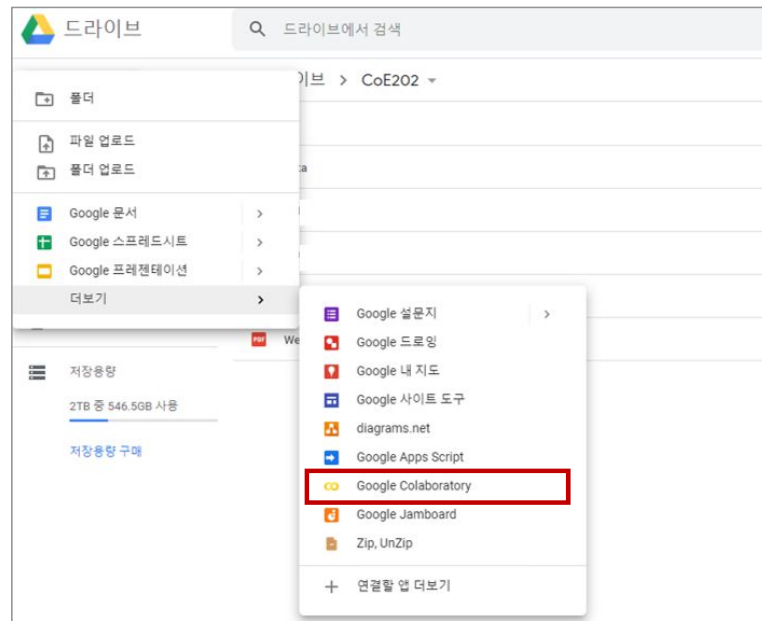 드라이브
드라이브에서 검색
이브 > CoE202
폴더
파일 업로드
폴더 업로드
ta
Google 문서
Google 스프레드시트
Google 프레젠테이션
더보기
Google 설문지
Google 드로잉
PDF We
Google 내 지도
저장용량
Google 사이트 도구
2TB 중 546.5GB 사용
diagrams.net
저장용량 구매
Google Apps Script
Google Colaboratory
Google Jamboard
Zip, UnZip
연결할 앱 더보기